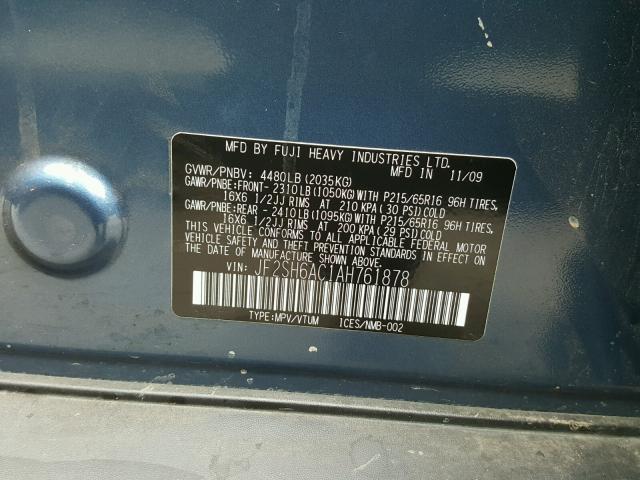 MFD BY FUJI HEAVY INDUSTRIES LTD.
MFD IN 11/09
GVWR/PNBV: 4480LB(2035KG)
GAWR/PNBE:FRONT-2310LB(1050KG)WITH P215/65R16 96H TIRES,
16X6 1/2JJ RIMS AT 210 KPA(30 PSI)COLD
GAWR/PNBE:REAR -2410LB(1095KG)WITH P215/65R16 96H TIRES,
16X6 1/2JJ RIMS AT 200 KPA(29 PSI)COLD
THIS VEHICLE CONFORMS TO ALL APPLICABLE FEDERAL MOTOR
VEHICLE SAFETY AND THEFT PREVENTION STANDARDS
IN EFFECT ON THE DATE OF MANUFACTURE SHOWN ABOVE.
VIN: JF2SH6AC1AH761878
TYPE:MPV/VTUM ICES/NMB-002